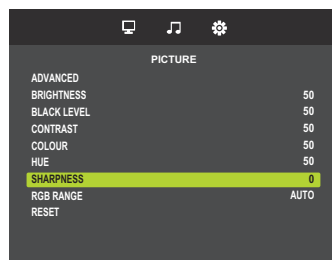 PICTURE
ADVANCED
BRIGHTNESS 50
BLACK LEVEL 50
CONTRAST 50
COLOUR 50
HUE 50
SHARPNESS 0
RGB RANGE AUTO
RESET